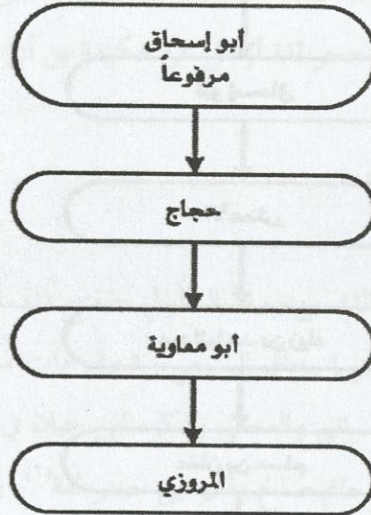 أبو إسحاق
مرفوعاً
حجاج
أبو معاوية
المروزي